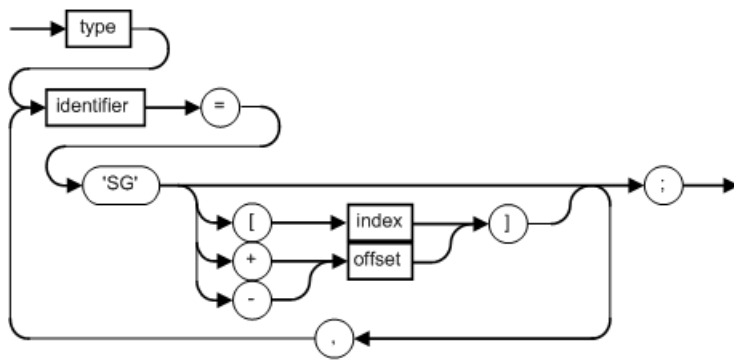 type
identifier =
'SG' ;
[ index ]
+ offset
-
,